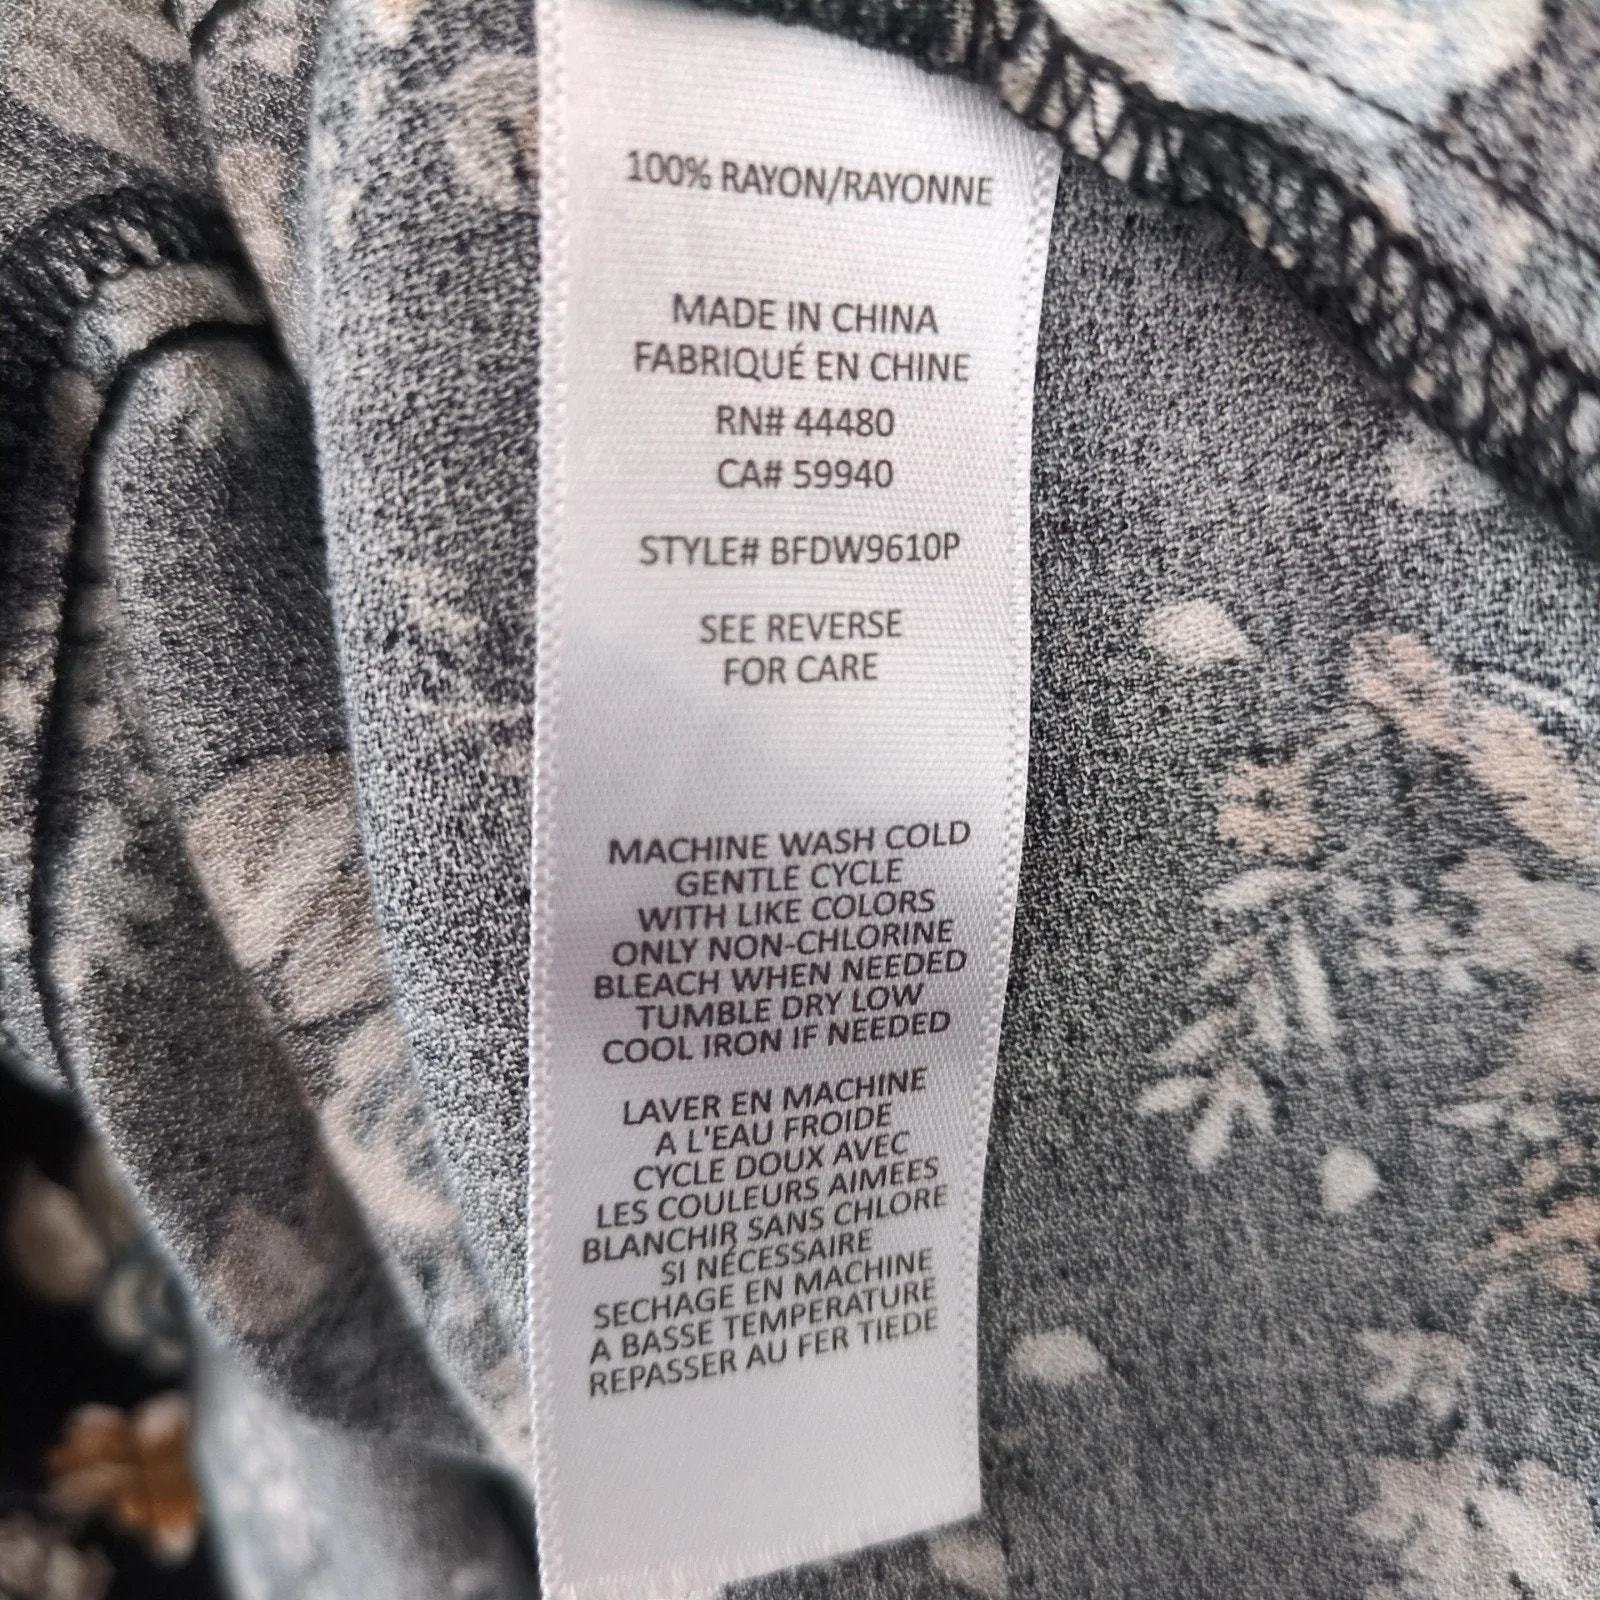 100% RAYON/RAYONNE
MADE IN CHINA
FABRIQUÉ EN CHINE
RN# 44480
CA# 59940
STYLE# BFDW9610P
SEE REVERSE
FOR CARE
MACHINE WASH COLD
GENTLE CYCLE
WITH LIKE COLORS
ONLY NON-CHLORINE
BLEACH WHEN NEEDED
TUMBLE DRY LOW
COOL IRON IF NEEDED
LAVER EN MACHINE
A L'EAU FROIDE
CYCLE DOUX AVEC
LES COULEURS AIMEES
BLANCHIR SANS CHLORE
SI NÉCESSAIRE
SECHAGE EN MACHINE
A BASSE TEMPERATURE
REPASSER AU FER TIEDE